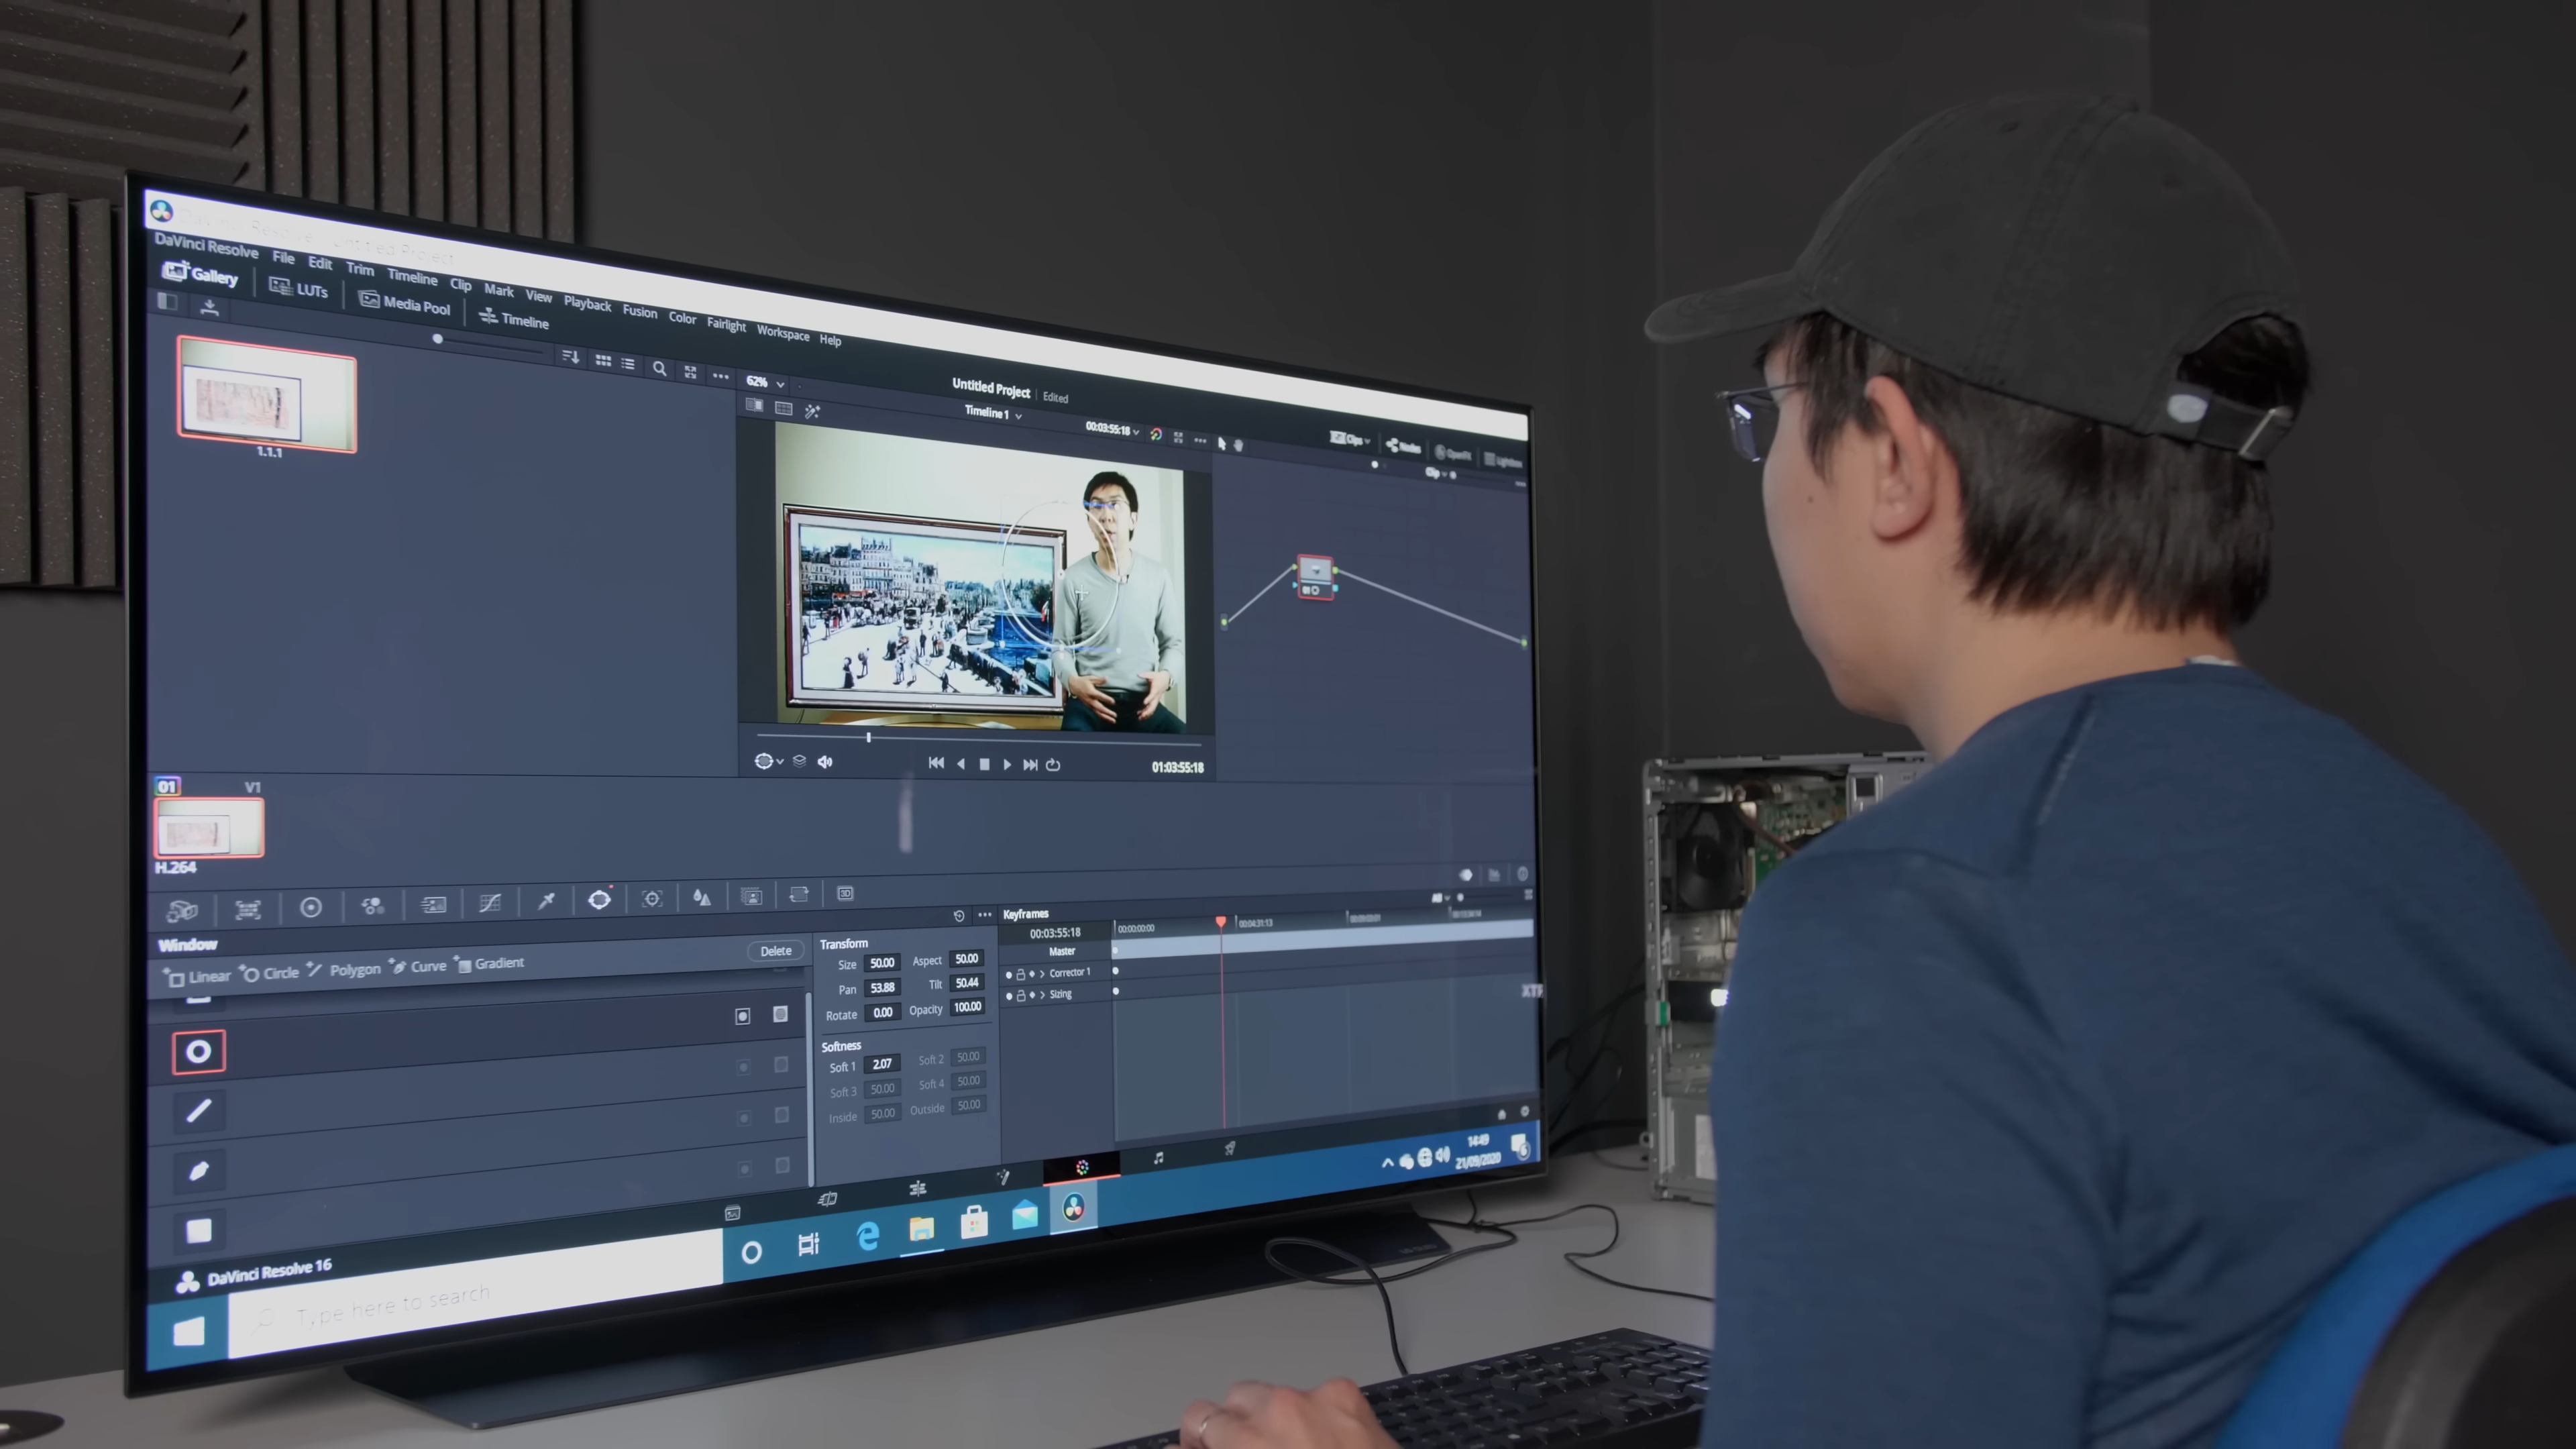 DaVinci Resolve - Untitled Project
DaVinci Resolve File Edit Trim Timeline Clip Mark View Playback Fusion Color Fairlight Workspace Help
Gallery LUTs Media Pool Timeline
Untitled Project Edited
Clips Nodes OpenFX Lightbox
62% Timeline 1 00:03:55:18
Clip
1.1.1
01:03:55:18
01 V1
H.264
Window
Delete
Linear Circle Polygon Curve Gradient
Transform
Size 50.00 Aspect 50.00
Pan 53.88 Tilt 50.44
Rotate 0.00 Opacity 100.00
Softness
Soft 1 2.07 Soft 2 50.00
Soft 3 50.00 Soft 4 50.00
Inside 50.00 Outside 50.00
Keyframes
All
00:03:55:18 00:00:00:00 00:04:31:13
Master
Corrector 1
Sizing
3D
DaVinci Resolve 16
Type here to search
14:49
21/09/2020